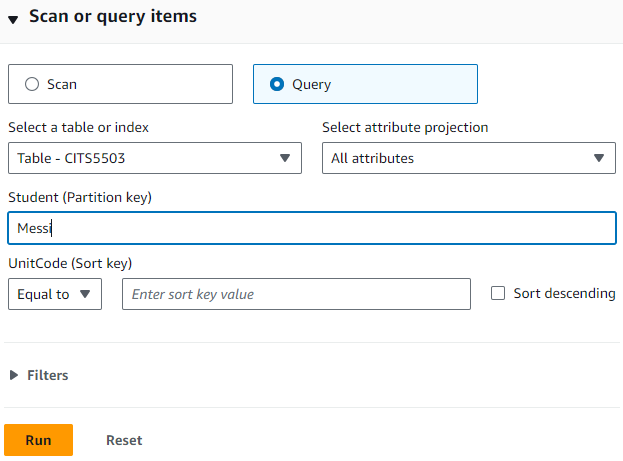 Scan or query items
Scan Query
Select a table or index Select attribute projection
Table - CITS5503 All attributes
Student (Partition key)
Messi
UnitCode (Sort key)
Equal to Enter sort key value Sort descending
Filters
Run Reset